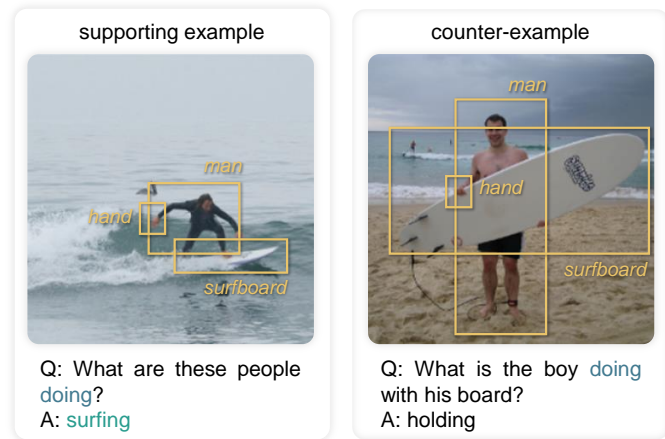 supporting example
man
hand
surfboard
Q: What are these people
doing?
A: surfing
counter-example
man
hand
surfboard
Q: What is the boy doing
with his board?
A: holding